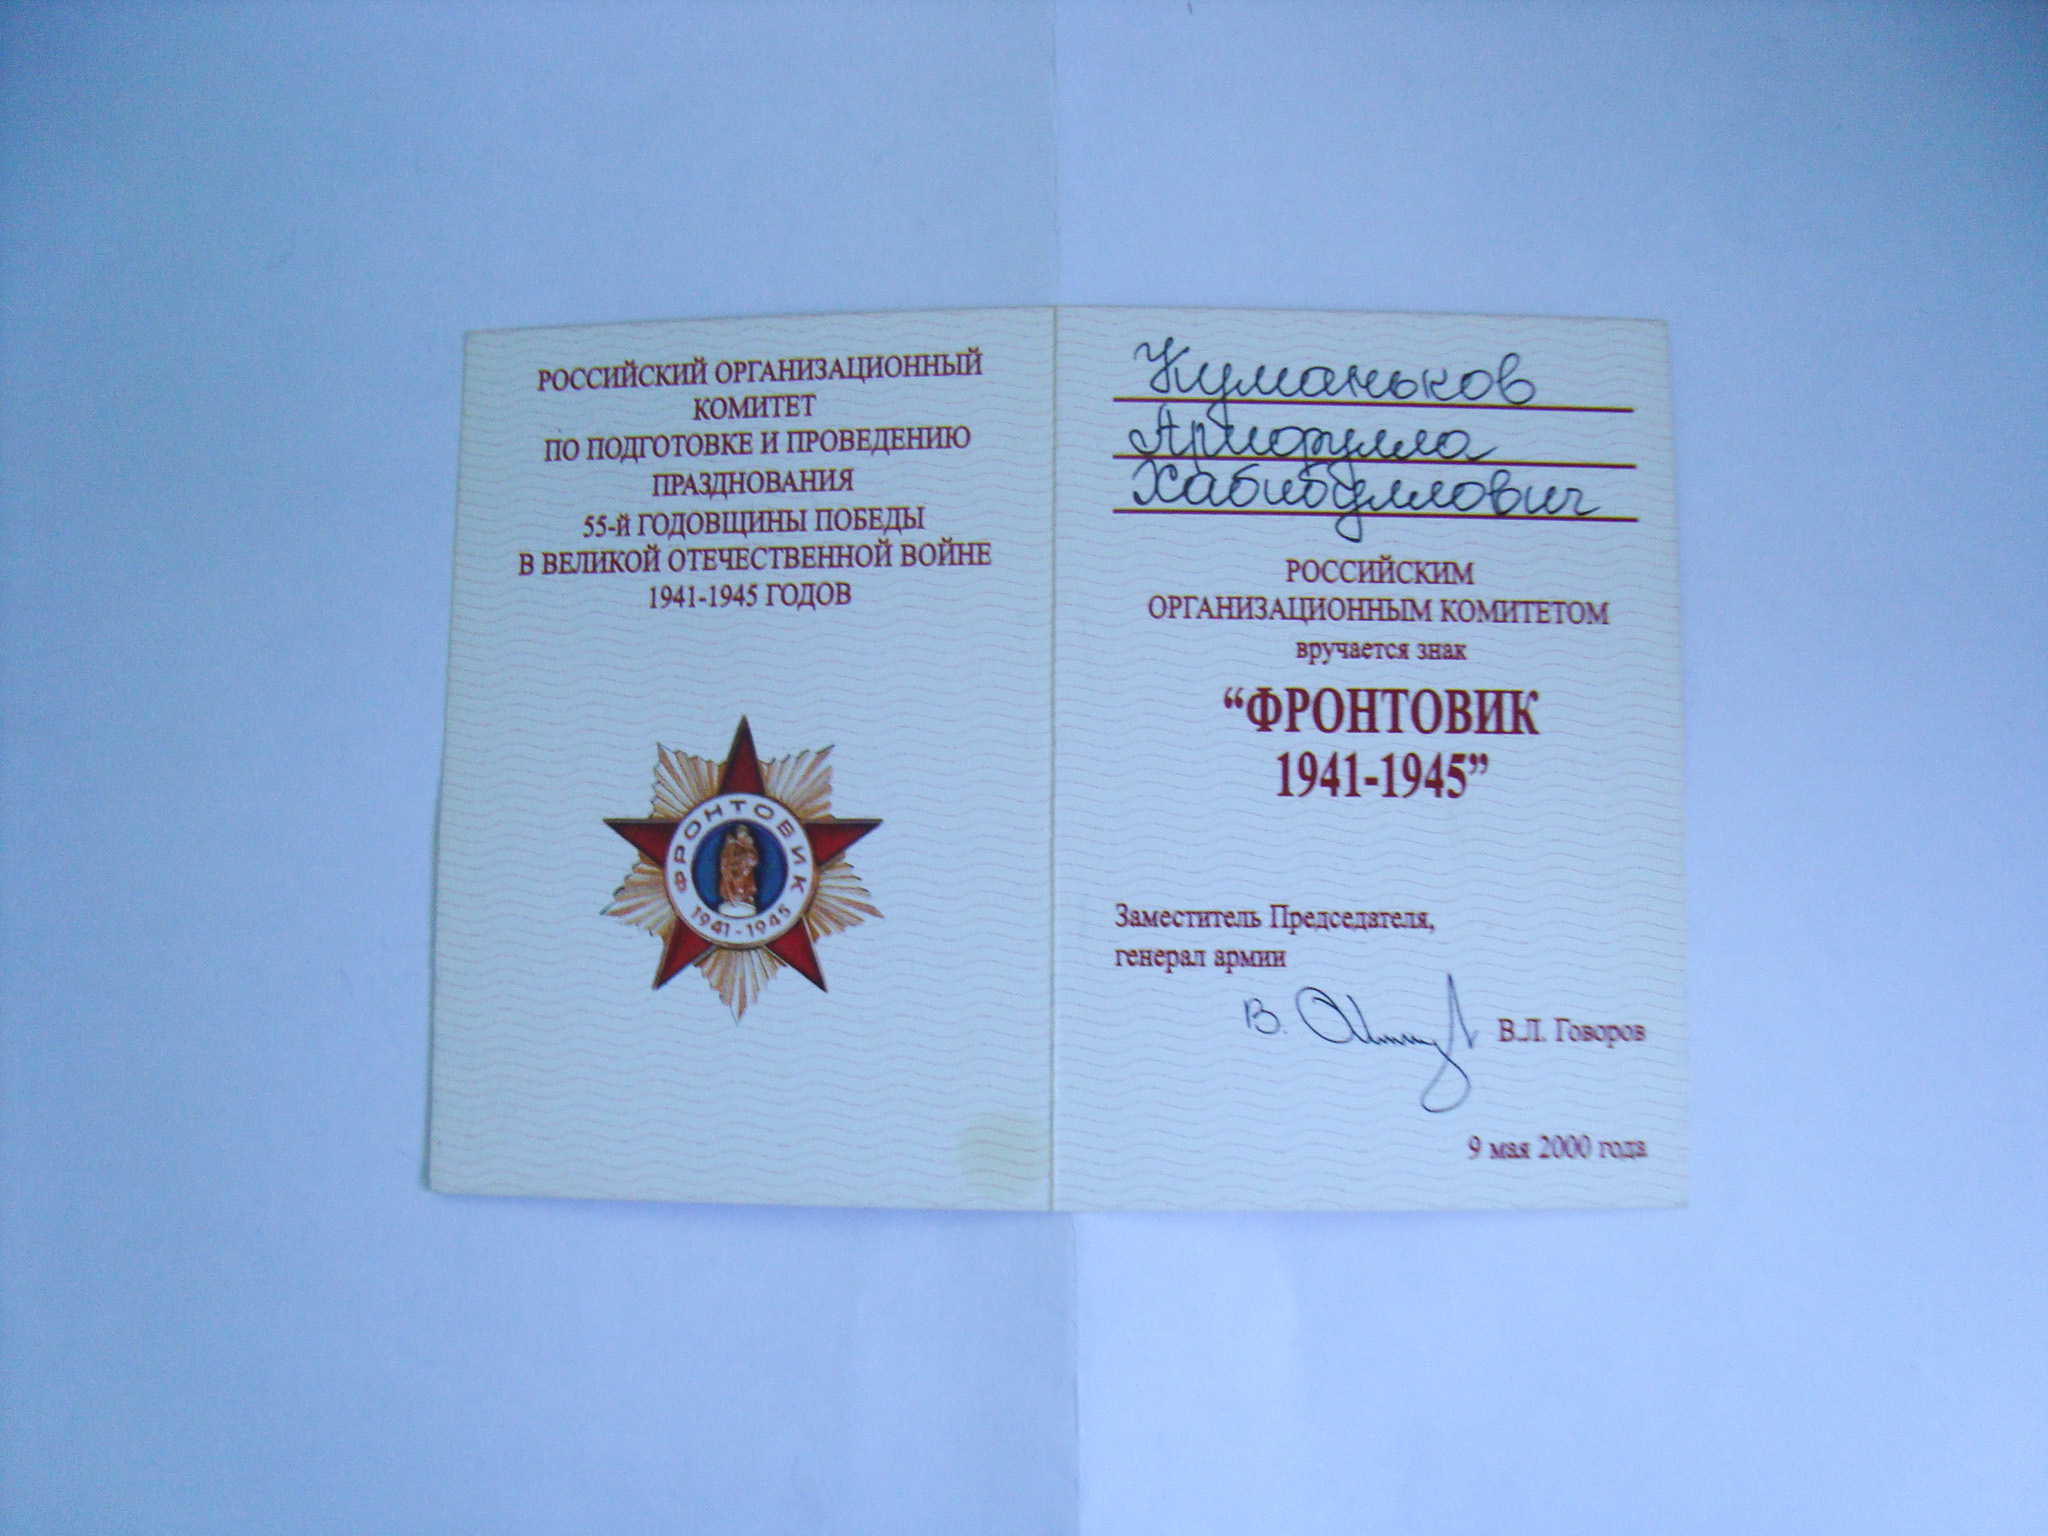 РОССИЙСКИЙ ОРГАНИЗАЦИОННЫЙ
КОМИТЕТ
ПО ПОДГОТОВКЕ И ПРОВЕДЕНИЮ
ПРАЗДНОВАНИЯ
55-й ГОДОВЩИНЫ ПОБЕДЫ
В ВЕЛИКОЙ ОТЕЧЕСТВЕННОЙ ВОЙНЕ
1941-1945 ГОДОВ
ФРОНТОВИК
1941-1945
Куманьков
Хабибуллович
РОССИЙСКИМ
ОРГАНИЗАЦИОННЫМ КОМИТЕТОМ
вручается знак
“ФРОНТОВИК
1941-1945”
Заместитель Председателя,
генерал армии
В.Л. Говоров
9 мая 2000 года